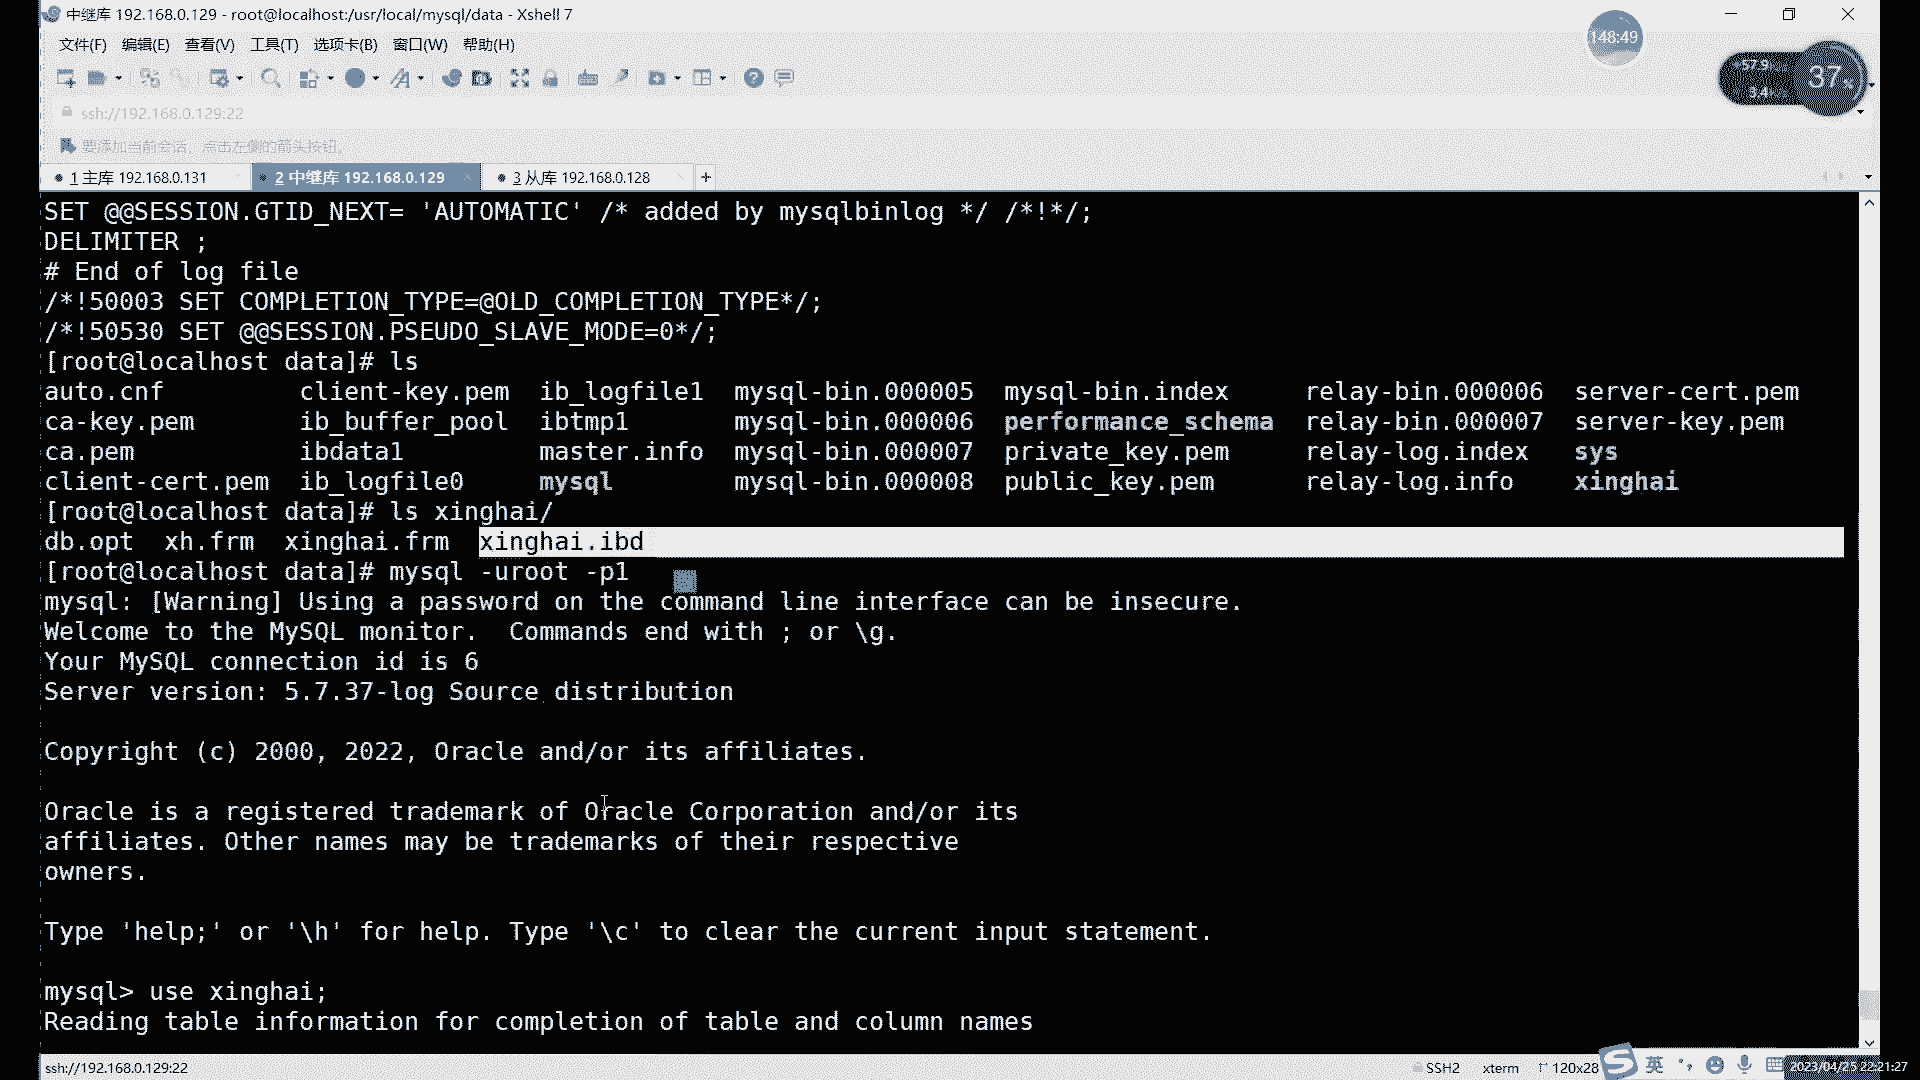 中继库 192.168.0.129 - root@localhost:/usr/local/mysql/data - Xshell 7
148:49
文件(F) 编辑(E) 查看(V) 工具(T) 选项卡(B) 窗口(W) 帮助(H)
57.9
3.4
37
ssh://192.168.0.129:22
要添加当前会话，点击左侧的箭头按钮。
1 主库 192.168.0.131
2 中继库 192.168.0.129
3 从库 192.168.0.128
SET @@SESSION.GTID_NEXT= 'AUTOMATIC' /* added by mysqlbinlog */ /*!*/;
DELIMITER ;
# End of log file
/*!50003 SET COMPLETION_TYPE=@OLD_COMPLETION_TYPE*/;
/*!50530 SET @@SESSION.PSEUDO_SLAVE_MODE=0*/;
[root@localhost data]# ls
auto.cnf client-key.pem ib_logfile1 mysql-bin.000005 mysql-bin.index relay-bin.000006 server-cert.pem
ca-key.pem ib_buffer_pool ibtmp1 mysql-bin.000006 performance_schema relay-bin.000007 server-key.pem
ca.pem ibdata1 master.info mysql-bin.000007 private_key.pem relay-log.index sys
client-cert.pem ib_logfile0 mysql mysql-bin.000008 public_key.pem relay-log.info xinghai
[root@localhost data]# ls xinghai/
db.opt xh.frm xinghai.frm xinghai.ibd
[root@localhost data]# mysql -uroot -p1
mysql: [Warning] Using a password on the command line interface can be insecure.
Welcome to the MySQL monitor. Commands end with ; or \g.
Your MySQL connection id is 6
Server version: 5.7.37-log Source distribution
Copyright (c) 2000, 2022, Oracle and/or its affiliates.
Oracle is a registered trademark of Oracle Corporation and/or its
affiliates. Other names may be trademarks of their respective
owners.
Type 'help;' or '\h' for help. Type '\c' to clear the current input statement.
mysql> use xinghai;
Reading table information for completion of table and column names
ssh://192.168.0.129:22
SSH2
xterm
120x28
英
2023/04/25 22:21:27